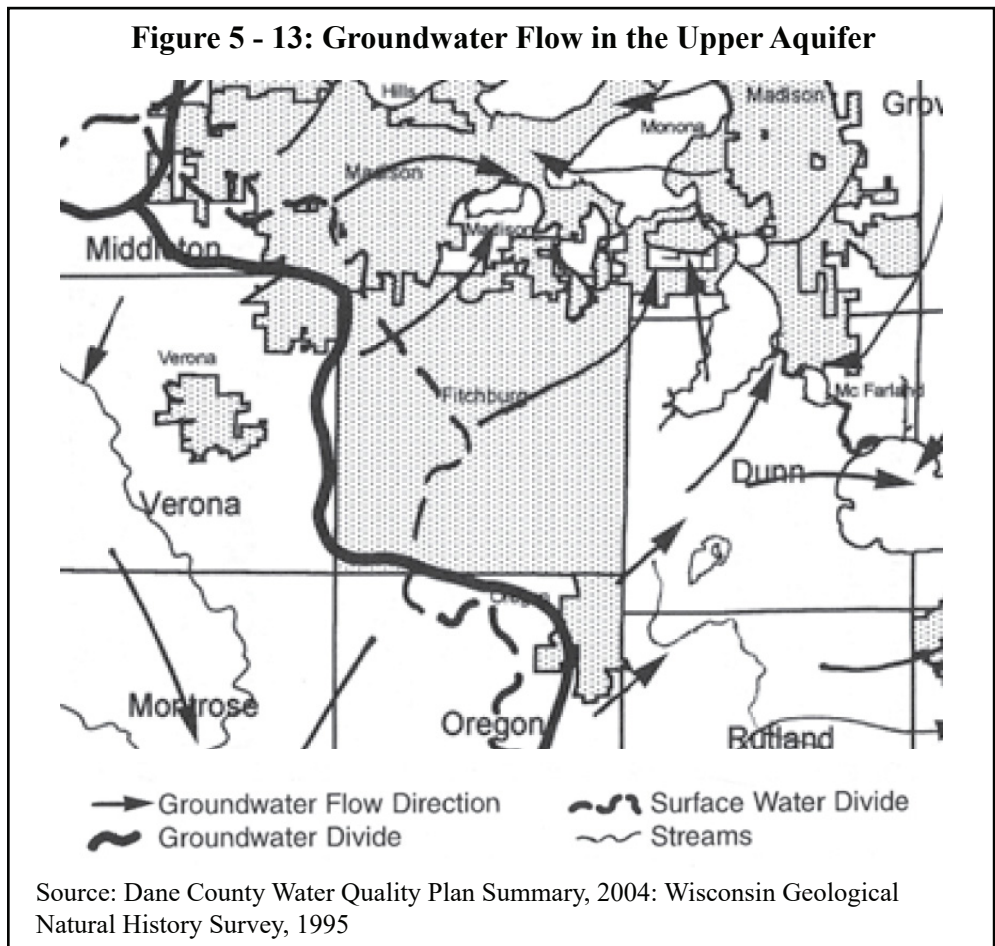 Figure 5 - 13: Groundwater Flow in the Upper Aquifer
Hills
Madison
Grov
Monona
Madison
Madison
Middleton
Verona
Fitchburg
Mc Farland
Dunn
Verona
Oregon
Montrose
Oregon
Rutland
Groundwater Flow Direction
Surface Water Divide
Groundwater Divide
Streams
Source: Dane County Water Quality Plan Summary, 2004: Wisconsin Geological
Natural History Survey, 1995